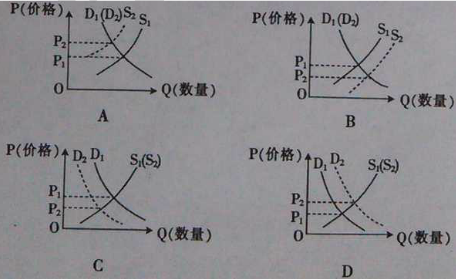 P(价格)
D₁(D₂) S₂ S₁
P₂
P₁
O
Q(数量)
A
P(价格)
D₁(D₂)
S₁ S₂
P₁
P₂
O
Q(数量)
B
P(价格)
D₂ D₁
S₁(S₂)
P₁
P₂
O
Q(数量)
C
P(价格)
D₁ D₂
S₁(S₂)
P₂
P₁
O
Q(数量)
D